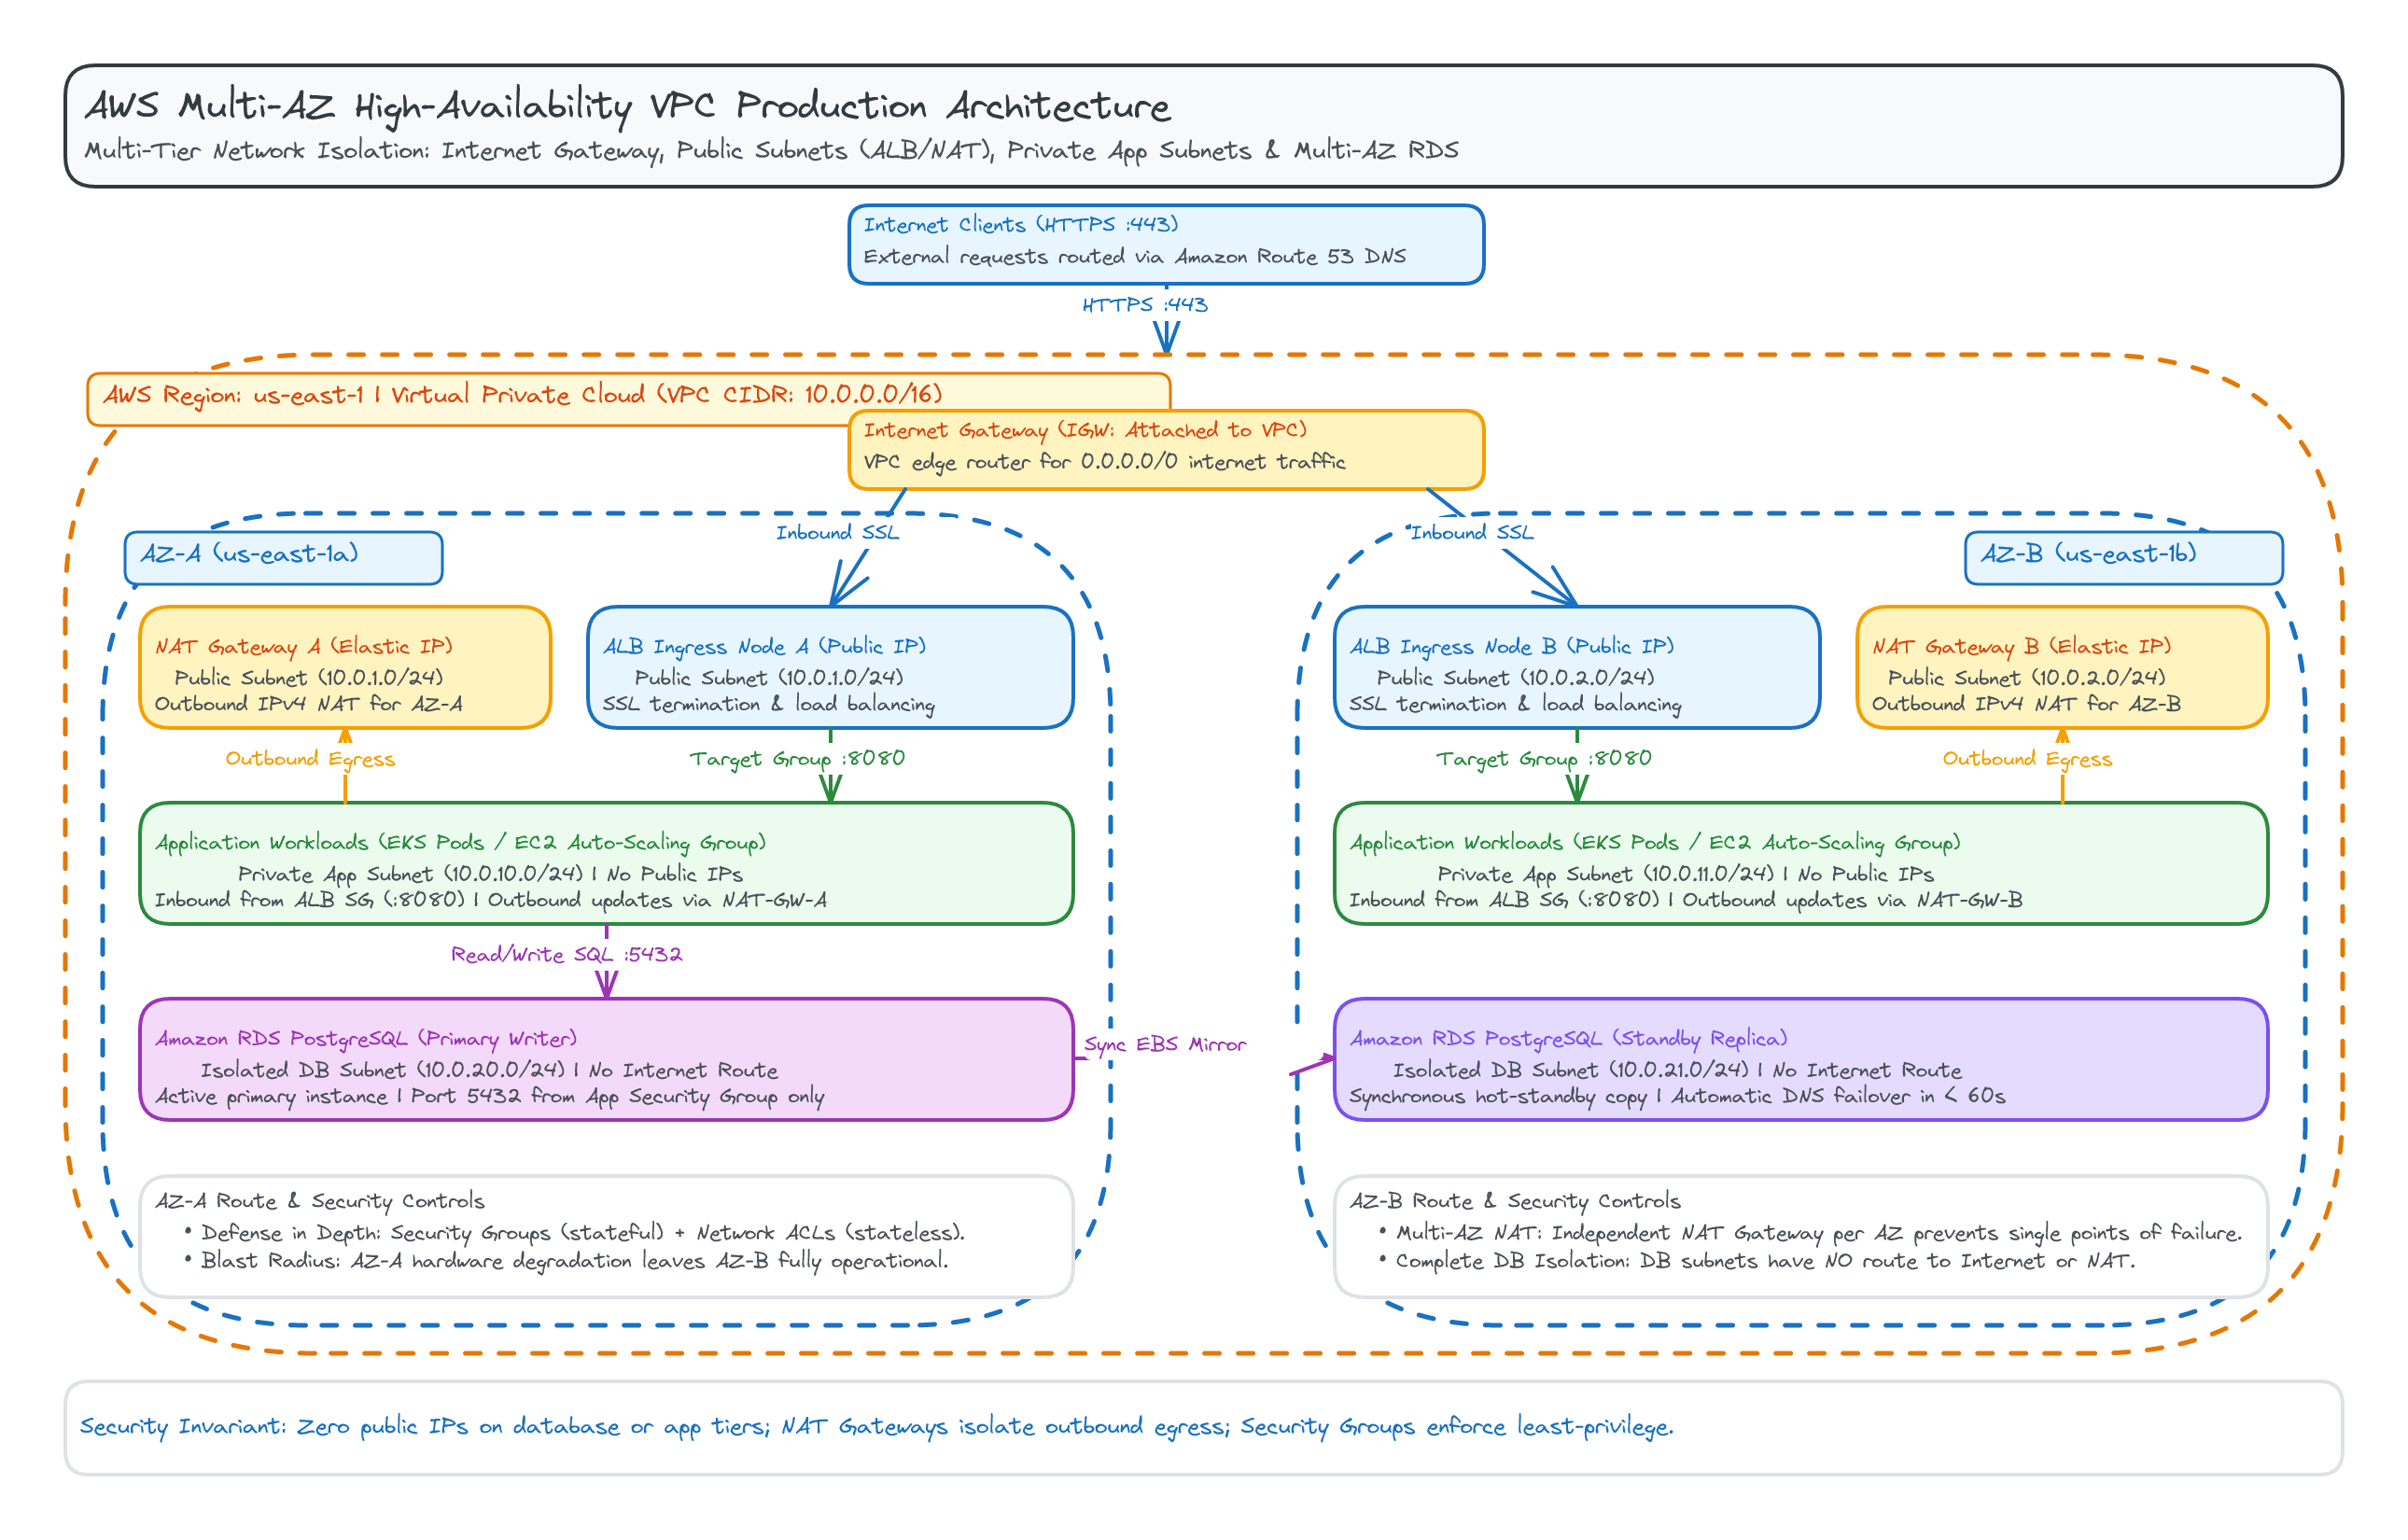 AWS Multi-AZ High-Availability VPC Production Architecture
Multi-Tier Network Isolation: Internet Gateway, Public Subnets (ALB/NAT), Private App Subnets & Multi-AZ RDS
Internet Clients (HTTPS :443)
External requests routed via Amazon Route 53 DNS
HTTPS :443
AWS Region: us-east-1 | Virtual Private Cloud (VPC CIDR: 10.0.0.0/16)
Internet Gateway (IGW: Attached to VPC)
VPC edge router for 0.0.0.0/0 internet traffic
Inbound SSL
Inbound SSL
AZ-A (us-east-1a)
AZ-B (us-east-1b)
NAT Gateway A (Elastic IP)
Public Subnet (10.0.1.0/24)
Outbound IPv4 NAT for AZ-A
ALB Ingress Node A (Public IP)
Public Subnet (10.0.1.0/24)
SSL termination & load balancing
ALB Ingress Node B (Public IP)
Public Subnet (10.0.2.0/24)
SSL termination & load balancing
NAT Gateway B (Elastic IP)
Public Subnet (10.0.2.0/24)
Outbound IPv4 NAT for AZ-B
Outbound Egress
Target Group :8080
Target Group :8080
Outbound Egress
Application Workloads (EKS Pods / EC2 Auto-Scaling Group)
Private App Subnet (10.0.10.0/24) | No Public IPs
Inbound from ALB SG (:8080) | Outbound updates via NAT-GW-A
Application Workloads (EKS Pods / EC2 Auto-Scaling Group)
Private App Subnet (10.0.11.0/24) | No Public IPs
Inbound from ALB SG (:8080) | Outbound updates via NAT-GW-B
Read/Write SQL :5432
Amazon RDS PostgreSQL (Primary Writer)
Isolated DB Subnet (10.0.20.0/24) | No Internet Route
Active primary instance | Port 5432 from App Security Group only
Sync EBS Mirror
Amazon RDS PostgreSQL (Standby Replica)
Isolated DB Subnet (10.0.21.0/24) | No Internet Route
Synchronous hot-standby copy | Automatic DNS failover in < 60s
AZ-A Route & Security Controls
• Defense in Depth: Security Groups (stateful) + Network ACLs (stateless).
• Blast Radius: AZ-A hardware degradation leaves AZ-B fully operational.
AZ-B Route & Security Controls
• Multi-AZ NAT: Independent NAT Gateway per AZ prevents single points of failure.
• Complete DB Isolation: DB subnets have NO route to Internet or NAT.
Security Invariant: Zero public IPs on database or app tiers; NAT Gateways isolate outbound egress; Security Groups enforce least-privilege.